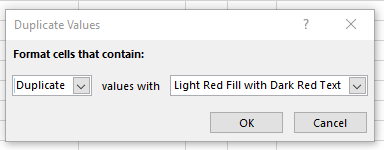 Duplicate Values
Format cells that contain:
Duplicate values with Light Red Fill with Dark Red Text
OK Cancel